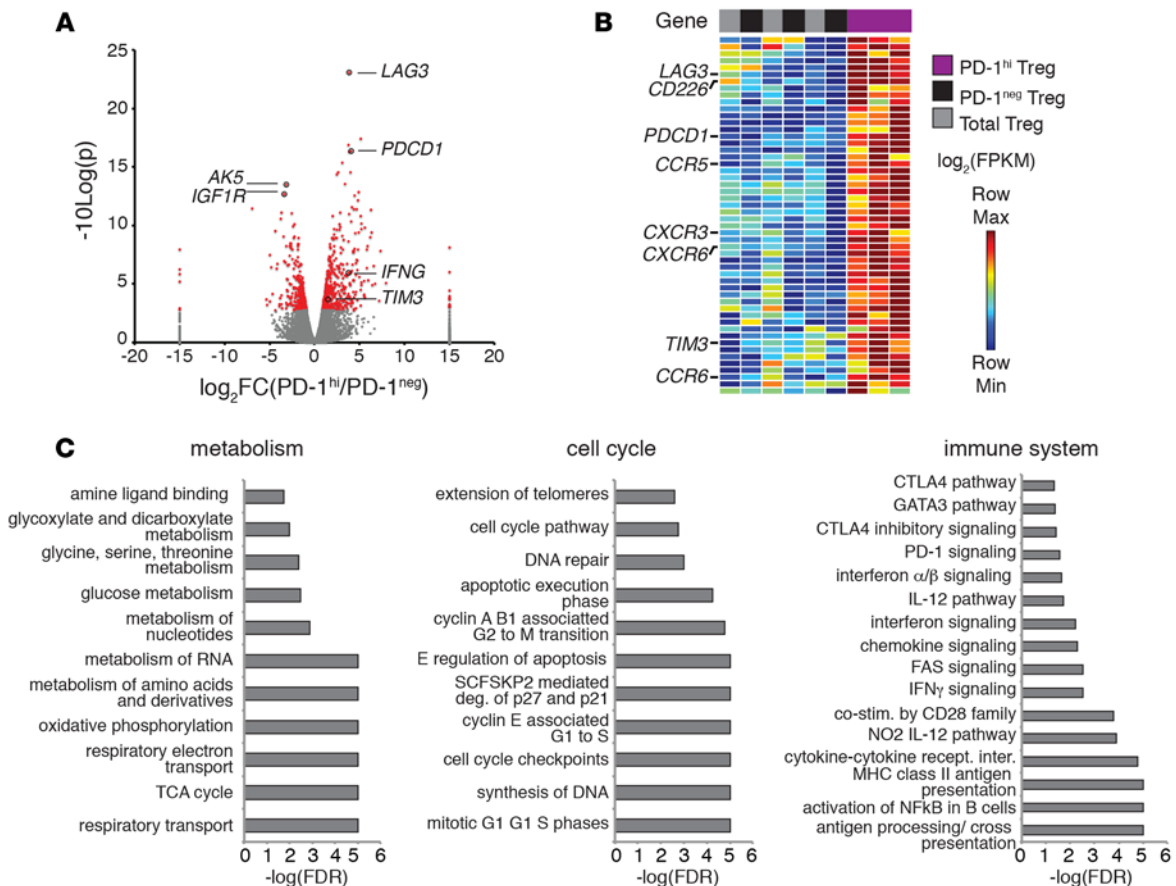 A
-10Log(p)
25
20
15
10
5
0
-20
-15
-10
-5
0
5
10
15
20
log2FC(PD-1hi/PD-1neg)
LAG3
PDCD1
AK5
IGF1R
IFNG
TIM3
B
Gene
LAG3
CD226
PDCD1
CCR5
CXCR3
CXCR6
TIM3
CCR6
PD-1hi Treg
PD-1neg Treg
Total Treg
log2(FPKM)
Row
Max
Row
Min
C
metabolism
amine ligand binding
glycoxylate and dicarboxylate
metabolism
glycine, serine, threonine
metabolism
glucose metabolism
metabolism of
nucleotides
metabolism of RNA
metabolism of amino acids
and derivatives
oxidative phosphorylation
respiratory electron
transport
TCA cycle
respiratory transport
0 1 2 3 4 5 6
-log(FDR)
cell cycle
extension of telomeres
cell cycle pathway
DNA repair
apoptotic execution
phase
cyclin A B1 associatted
G2 to M transition
E regulation of apoptosis
SCFSKP2 mediated
deg. of p27 and p21
cyclin E associated
G1 to S
cell cycle checkpoints
synthesis of DNA
mitotic G1 G1 S phases
0 1 2 3 4 5 6
-log(FDR)
immune system
CTLA4 pathway
GATA3 pathway
CTLA4 inhibitory signaling
PD-1 signaling
interferon α/β signaling
IL-12 pathway
interferon signaling
chemokine signaling
FAS signaling
IFNγ signaling
co-stim. by CD28 family
NO2 IL-12 pathway
cytokine-cytokine recept. inter.
MHC class II antigen
presentation
activation of NFkB in B cells
antigen processing/ cross
presentation
0 1 2 3 4 5 6
-log(FDR)